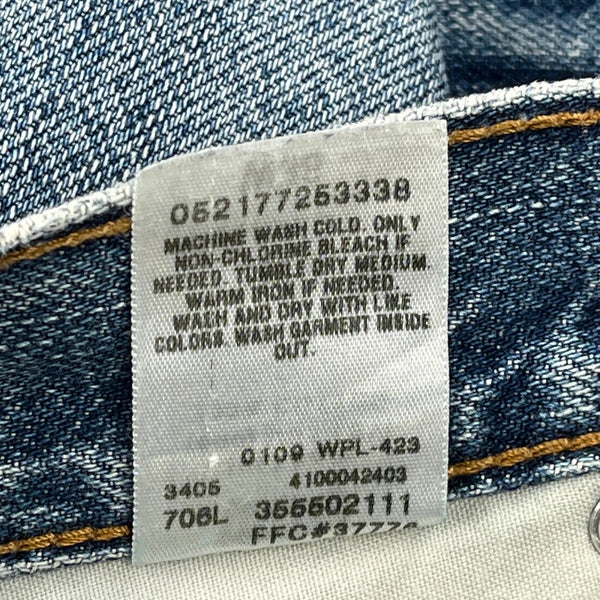 052177253338
MACHINE WASH COLD. ONLY
NON-CHLORINE BLEACH IF
NEEDED. TUMBLE DRY MEDIUM.
WARM IRON IF NEEDED.
WASH AND DRY WITH LIKE
COLORS. WASH GARMENT INSIDE
OUT.
0109 WPL-423
3405 4100042403
706L 355502111